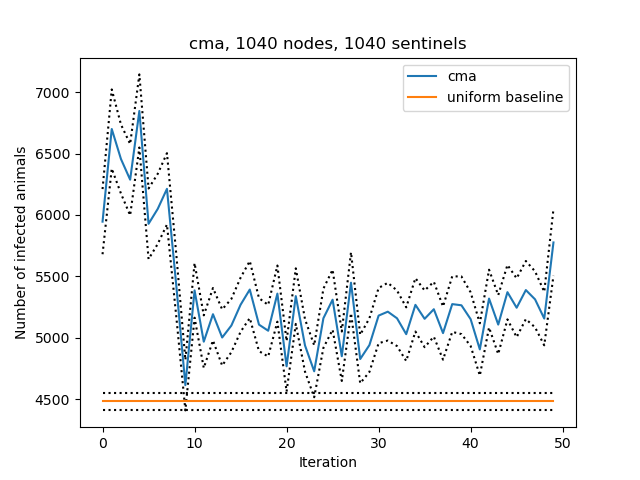 cma, 1040 nodes, 1040 sentinels
cma
uniform baseline
Number of infected animals
7000
6500
6000
5500
5000
4500
0
10
20
30
40
50
Iteration